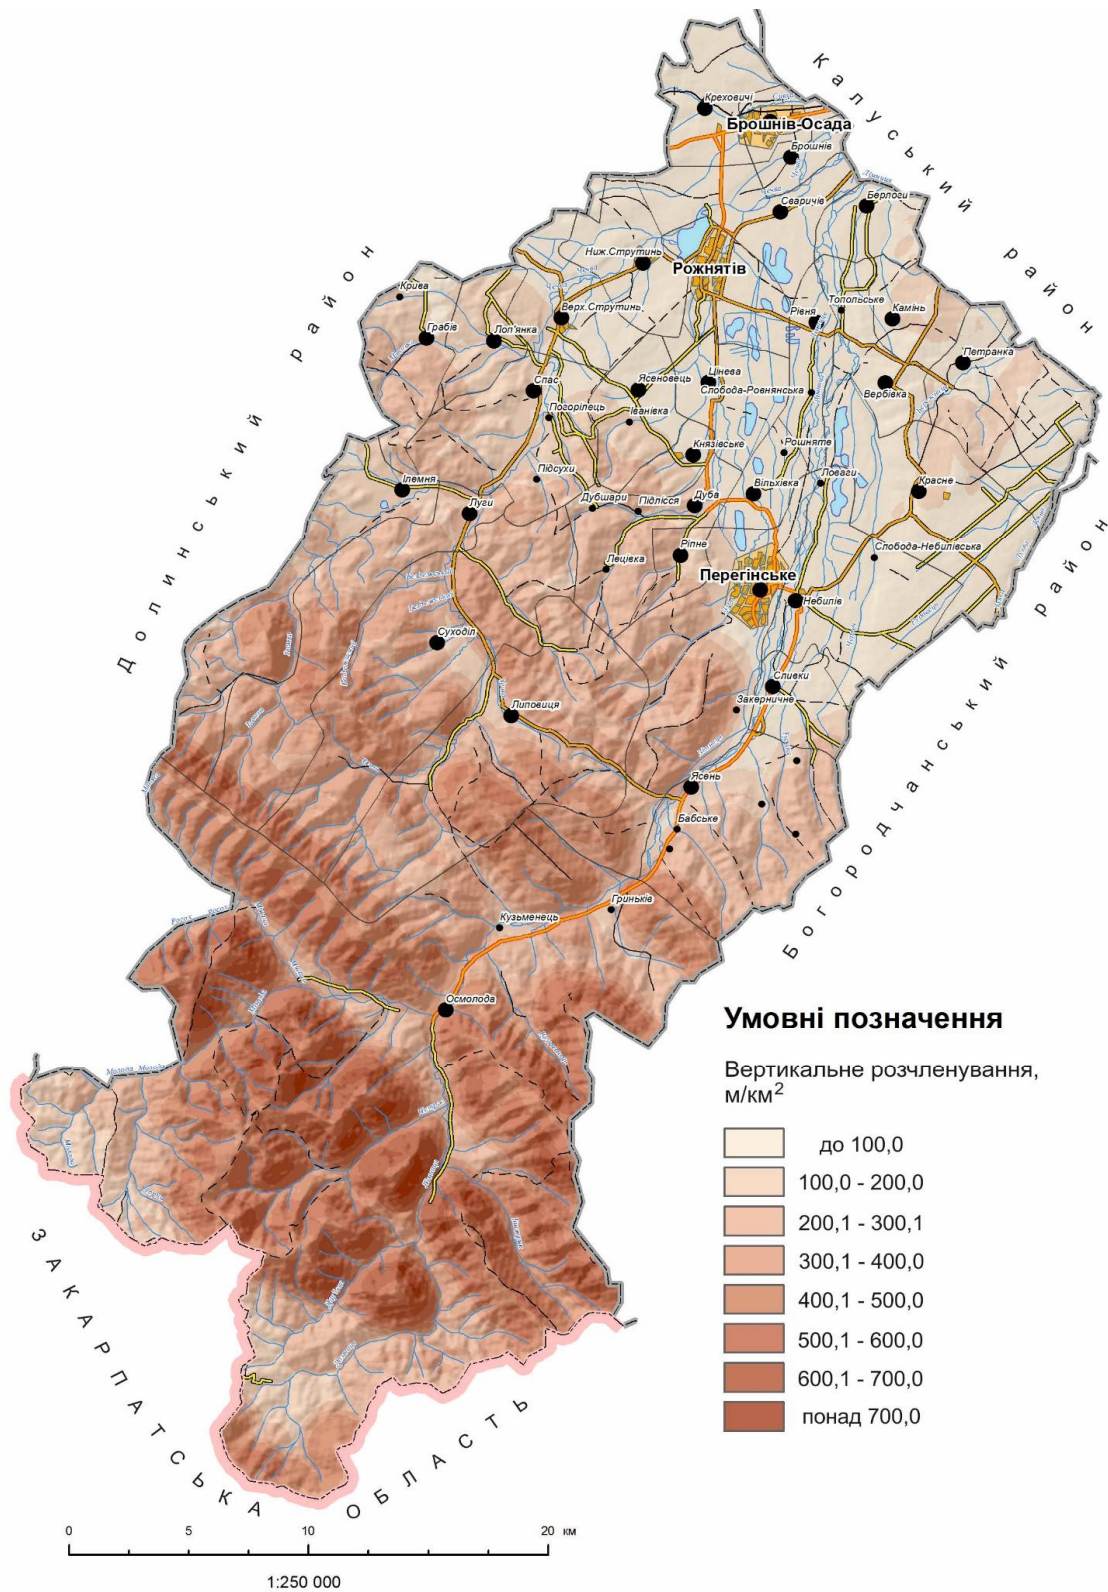 Калуський район
Креховичі
Брошнів-Осада
Брошнів
Чечва
Сваричів
Берлоги
Долинський район
Ниж.Струтинь
Рожнятів
Чечва
Крива
Верх.Струтинь
Топольське
Рівня
Камінь
Грабів
Лоп'янка
Петранка
Цінева
Спас
Ясеновець
Слобода-Ровнянська
Вербівка
Погорілець
Іванівка
Князівське
Рошняте
Підсухи
Ілемня
Ловаги
Вільхівка
Красне
Луги
Дубшари
Підлісся
Дуба
Ріпне
Лецівка
Слобода-Небилівська
Перегінське
Небилів
Суходіл
Сливки
Закерничне
Липовиця
Ясень
Бабське
Богородчанський район
Гриньків
Кузьменець
Осмолода
Молода
Умовні позначення
Вертикальне розчленування,
м/км²
до 100,0
100,0 - 200,0
200,1 - 300,1
300,1 - 400,0
400,1 - 500,0
500,1 - 600,0
600,1 - 700,0
понад 700,0
ЗАКАРПАТСЬКА ОБЛАСТЬ
0 5 10 20 км
1:250 000